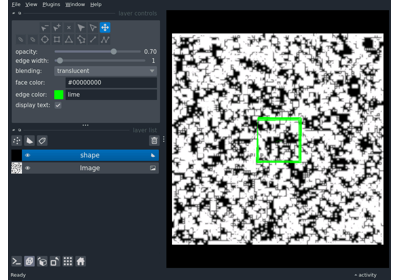 File View Plugins Window Help
layer controls
opacity: 0.70
edge width: 1
blending: translucent
face color: #00000000
edge color: lime
display text:
layer list
shape
Image
Ready
activity